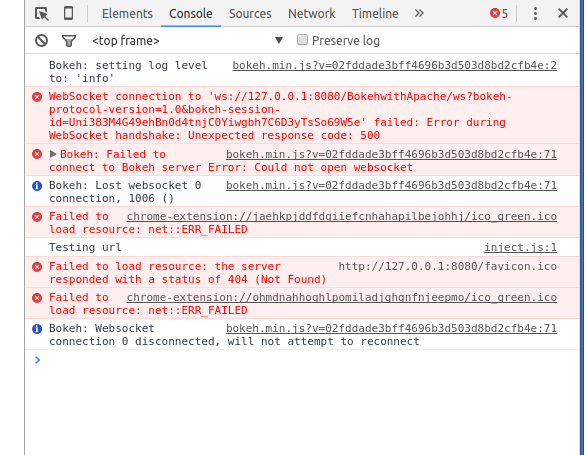 Elements Console Sources Network Timeline » 5
<top frame> Preserve log
Bokeh: setting log level bokeh.min.js?v=02fddade3bff4696b3d503d8bd2cfb4e:2
to: 'info'
WebSocket connection to 'ws://127.0.0.1:8080/BokehwithApache/ws?bokeh-
protocol-version=1.0&bokeh-session-
id=Uni383M4G49ehBn0d4tnjC0Yiwgbh7C6D3yTsSo69W5e' failed: Error during
WebSocket handshake: Unexpected response code: 500
Bokeh: Failed to bokeh.min.js?v=02fddade3bff4696b3d503d8bd2cfb4e:71
connect to Bokeh server Error: Could not open websocket
Bokeh: Lost websocket 0 bokeh.min.js?v=02fddade3bff4696b3d503d8bd2cfb4e:71
connection, 1006 ()
Failed to chrome-extension://jaehkpjddfdgiiefcnhahapilbejohhj/ico_green.ico
load resource: net::ERR_FAILED
Testing url inject.js:1
Failed to load resource: the server http://127.0.0.1:8080/favicon.ico
responded with a status of 404 (Not Found)
Failed to chrome-extension://ohmdnahhoghlpomiladjghgnfnjeepmo/ico_green.ico
load resource: net::ERR_FAILED
Bokeh: Websocket bokeh.min.js?v=02fddade3bff4696b3d503d8bd2cfb4e:71
connection 0 disconnected, will not attempt to reconnect